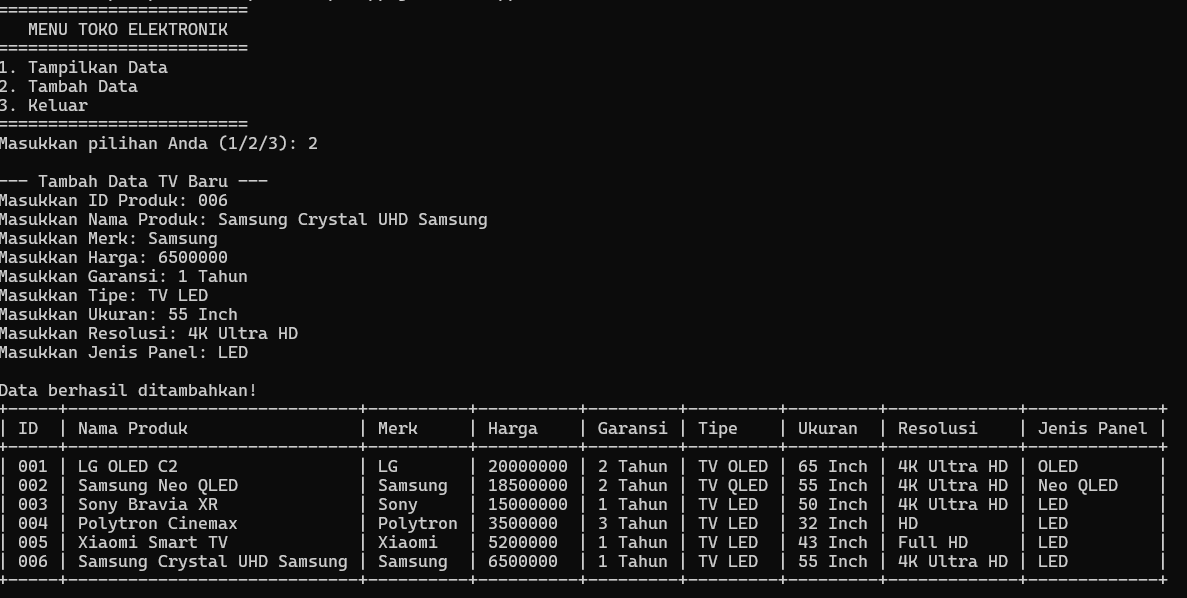 =========================
   MENU TOKO ELEKTRONIK
=========================
1. Tampilkan Data
2. Tambah Data
3. Keluar
=========================
Masukkan pilihan Anda (1/2/3): 2

--- Tambah Data TV Baru ---
Masukkan ID Produk: 006
Masukkan Nama Produk: Samsung Crystal UHD Samsung
Masukkan Merk: Samsung
Masukkan Harga: 6500000
Masukkan Garansi: 1 Tahun
Masukkan Tipe: TV LED
Masukkan Ukuran: 55 Inch
Masukkan Resolusi: 4K Ultra HD
Masukkan Jenis Panel: LED

Data berhasil ditambahkan!
+-----+-----------------------------+----------+----------+---------+---------+---------+-------------+-------------+
| ID  | Nama Produk                 | Merk     | Harga    | Garansi | Tipe    | Ukuran  | Resolusi    | Jenis Panel |
+-----+-----------------------------+----------+----------+---------+---------+---------+-------------+-------------+
| 001 | LG OLED C2                  | LG       | 20000000 | 2 Tahun | TV OLED | 65 Inch | 4K Ultra HD | OLED        |
| 002 | Samsung Neo QLED            | Samsung  | 18500000 | 2 Tahun | TV QLED | 55 Inch | 4K Ultra HD | Neo QLED    |
| 003 | Sony Bravia XR              | Sony     | 15000000 | 1 Tahun | TV LED  | 50 Inch | 4K Ultra HD | LED         |
| 004 | Polytron Cinemax            | Polytron | 3500000  | 3 Tahun | TV LED  | 32 Inch | HD          | LED         |
| 005 | Xiaomi Smart TV             | Xiaomi   | 5200000  | 1 Tahun | TV LED  | 43 Inch | Full HD     | LED         |
| 006 | Samsung Crystal UHD Samsung | Samsung  | 6500000  | 1 Tahun | TV LED  | 55 Inch | 4K Ultra HD | LED         |
+-----+-----------------------------+----------+----------+---------+---------+---------+-------------+-------------+